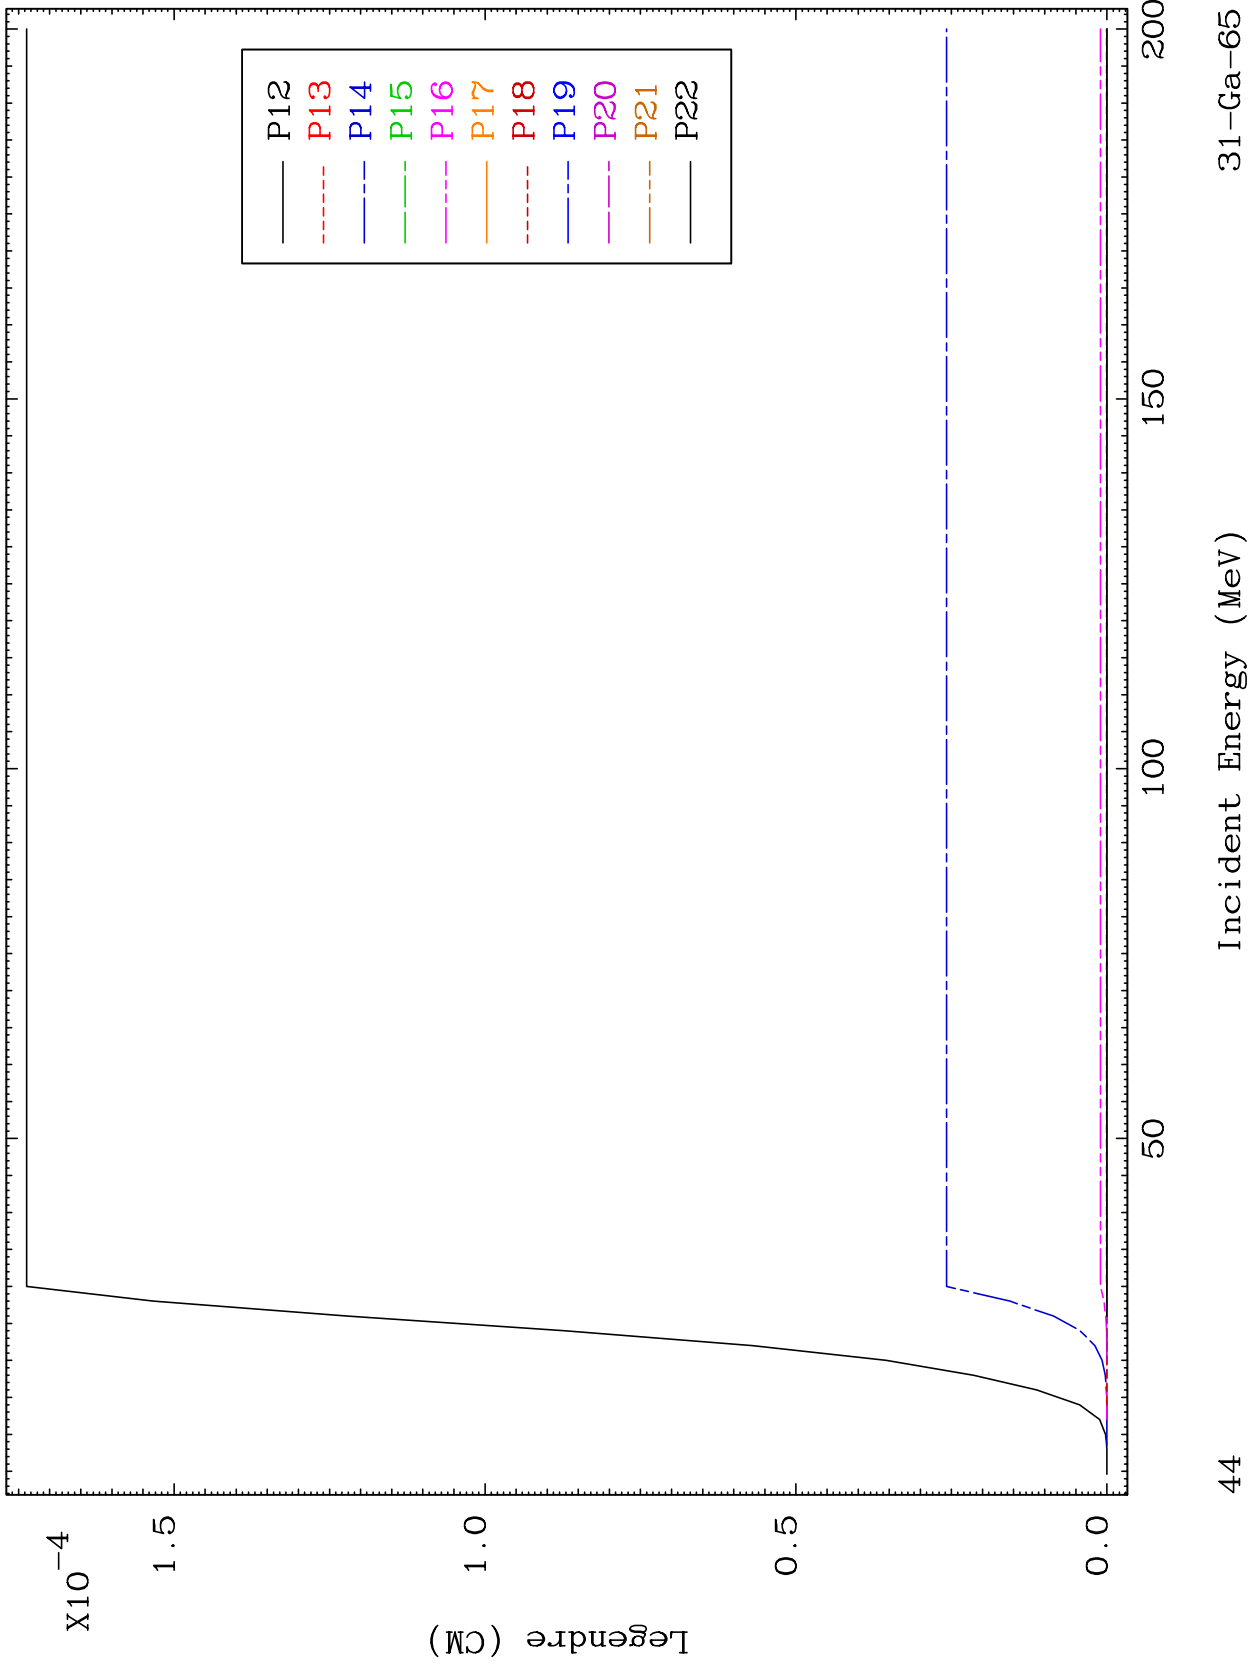 X10-4
1.5
1.0
0.5
0.0
Legendre (CM)
P12
P13
P14
P15
P16
P17
P18
P19
P20
P21
P22
50
100
150
200
44
Incident Energy (MeV)
31-Ga-65